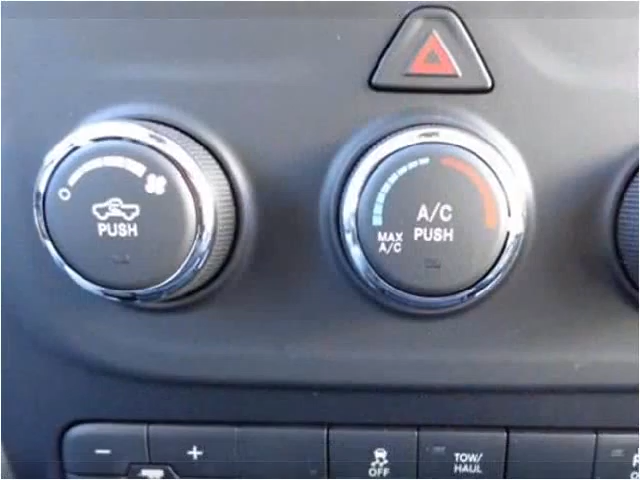 PUSH
A/C
PUSH
MAX
A/C
- +
OFF
TOW/
HAUL